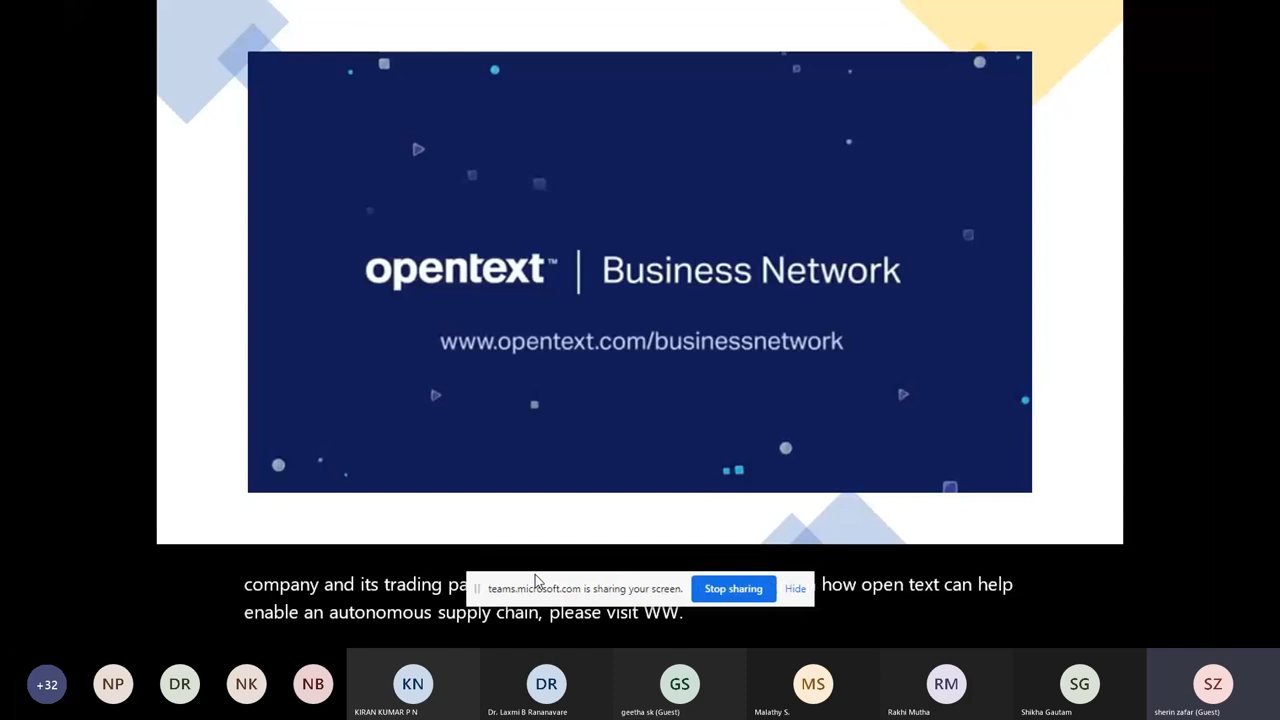 opentext™ | Business Network
www.opentext.com/businessnetwork
company and its trading pa how open text can help
teams.microsoft.com is sharing your screen. Stop sharing Hide
enable an autonomous supply chain, please visit WW.
+32 NP DR NK NB KN DR GS MS RM SG SZ
KIRAN KUMAR P N Dr. Laxmi B Rananavare geetha sk (Guest) Malathy S. Rakhi Mutha Shikha Gautam sherin zafar (Guest)